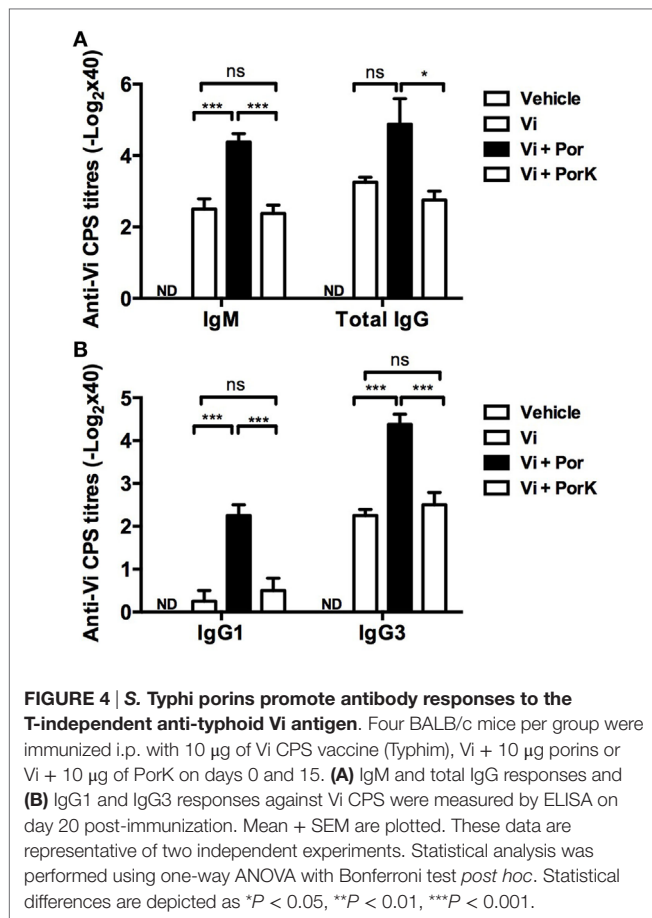 A
Anti-Vi CPS titres (-Log₂x40)
6
4
2
0
ns
*** ***
ns *
ND
ND
IgM
Total IgG
Vehicle
Vi
Vi + Por
Vi + PorK
B
Anti-Vi CPS titres (-Log₂x40)
5
4
3
2
1
0
ns
*** ***
ns
*** ***
ND
ND
IgG1
IgG3
Vehicle
Vi
Vi + Por
Vi + PorK
FIGURE 4 | S. Typhi porins promote antibody responses to the
T-independent anti-typhoid Vi antigen. Four BALB/c mice per group were
immunized i.p. with 10 μg of Vi CPS vaccine (Typhim), Vi + 10 μg porins or
Vi + 10 μg of PorK on days 0 and 15. (A) IgM and total IgG responses and
(B) IgG1 and IgG3 responses against Vi CPS were measured by ELISA on
day 20 post-immunization. Mean + SEM are plotted. These data are
representative of two independent experiments. Statistical analysis was
performed using one-way ANOVA with Bonferroni test post hoc. Statistical
differences are depicted as *P < 0.05, **P < 0.01, ***P < 0.001.